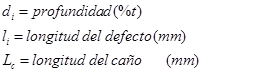 d_i = profundidad (%t)
l_i = longitud del defecto (mm)
L_c = longitud del caño (mm)